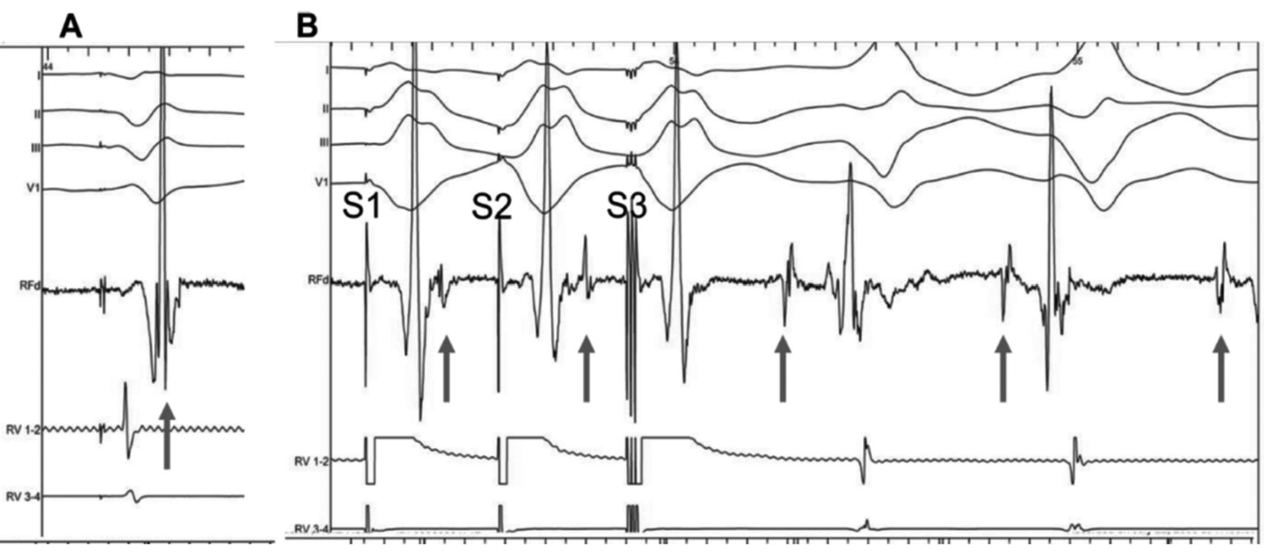 A
B
44
I
II
III
V1
RFd
RV 1-2
RV 3-4
54
55
I
II
III
V1
S1
S2
S3
RFd
RV 1-2
RV 3-4